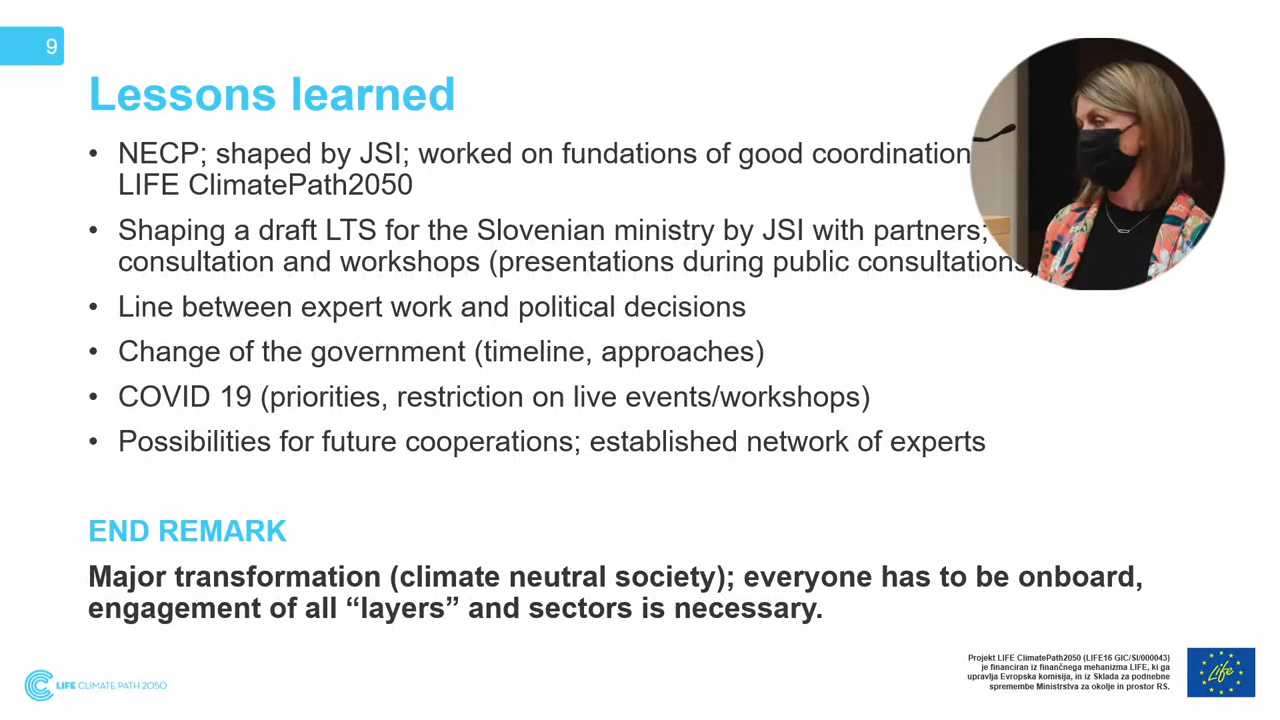 9
Lessons learned
• NECP; shaped by JSI; worked on fundations of good coordination
LIFE ClimatePath2050
• Shaping a draft LTS for the Slovenian ministry by JSI with partners;
consultation and workshops (presentations during public consultations)
• Line between expert work and political decisions
• Change of the government (timeline, approaches)
• COVID 19 (priorities, restriction on live events/workshops)
• Possibilities for future cooperations; established network of experts
END REMARK
Major transformation (climate neutral society); everyone has to be onboard,
engagement of all “layers” and sectors is necessary.
Projekt LIFE ClimatePath2050 (LIFE16 GIC/SI/000043)
je financiran iz finančnega mehanizma LIFE, ki ga
upravlja Evropska komisija, in iz Sklada za podnebne
spremembe Ministrstva za okolje in prostor RS.
LIFE CLIMATE PATH 2050
Life